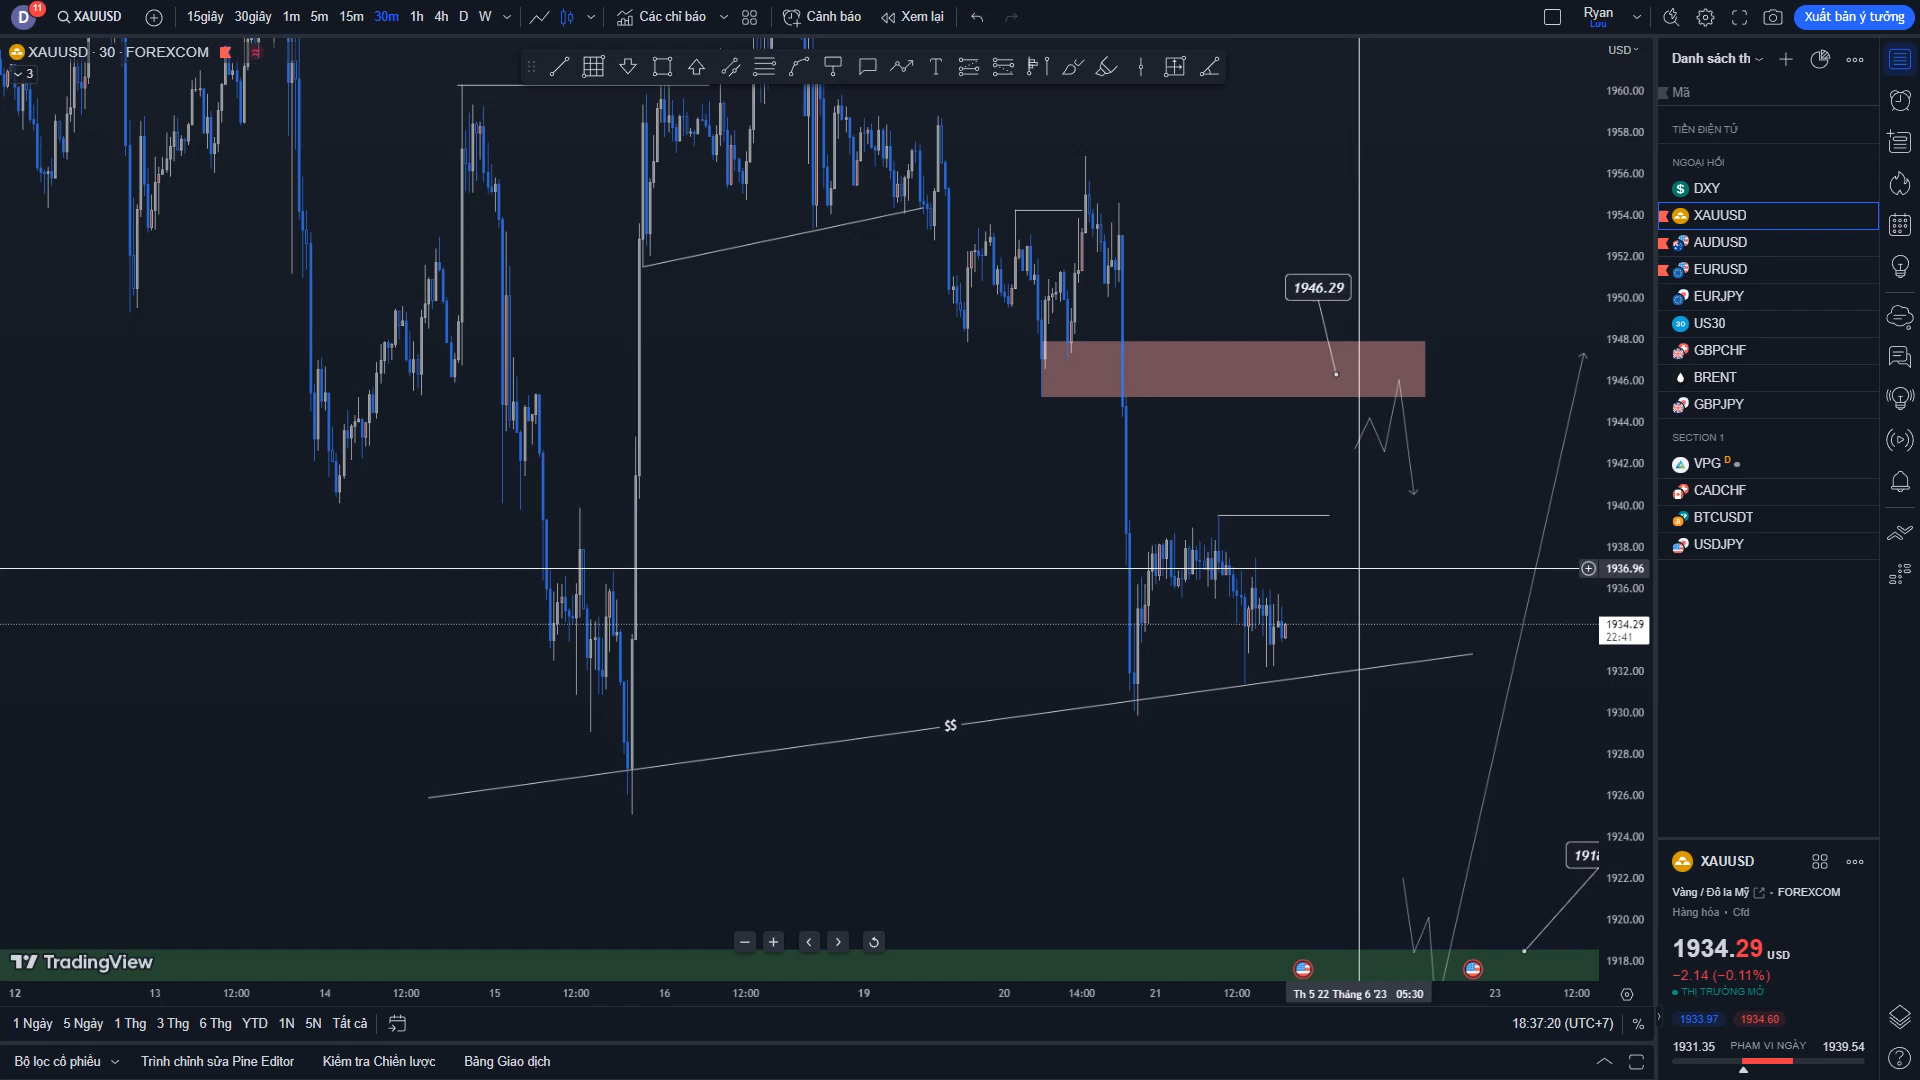 D 11 XAUUSD 15giây 30giây 1m 5m 15m 30m 1h 4h D W Các chỉ báo Cảnh báo Xem lại Ryan Lưu Xuất bản ý tưởng
XAUUSD · 30 · FOREXCOM
3
USD
1960.00
1958.00
1956.00
1954.00
1952.00
1950.00
1948.00
1946.00
1944.00
1942.00
1940.00
1938.00
1936.96
1936.00
1934.29
22:41
1932.00
1930.00
1928.00
1926.00
1924.00
1922.00
1920.00
1918.00
1946.29
$$
TradingView
12 13 12:00 14 12:00 15 12:00 16 12:00 19 20 14:00 21 12:00 Th 5 22 Tháng 6 '23 05:30 23 12:00
1 Ngày 5 Ngày 1 Thg 3 Thg 6 Thg YTD 1N 5N Tất cả 18:37:20 (UTC+7) %
Bộ lọc cổ phiếu Trình chỉnh sửa Pine Editor Kiểm tra Chiến lược Bảng Giao dịch
Danh sách th
Mã
TIỀN ĐIỆN TỬ
NGOẠI HỐI
DXY
XAUUSD
AUDUSD
EURUSD
EURJPY
30 US30
GBPCHF
BRENT
GBPJPY
SECTION 1
VPG D
CADCHF
BTCUSDT
USDJPY
XAUUSD
Vàng / Đô la Mỹ - FOREXCOM
Hàng hóa • Cfd
1934.29 USD
−2.14 (−0.11%)
THỊ TRƯỜNG MỞ
1933.97 1934.60
1931.35 PHẠM VI NGÀY 1939.54